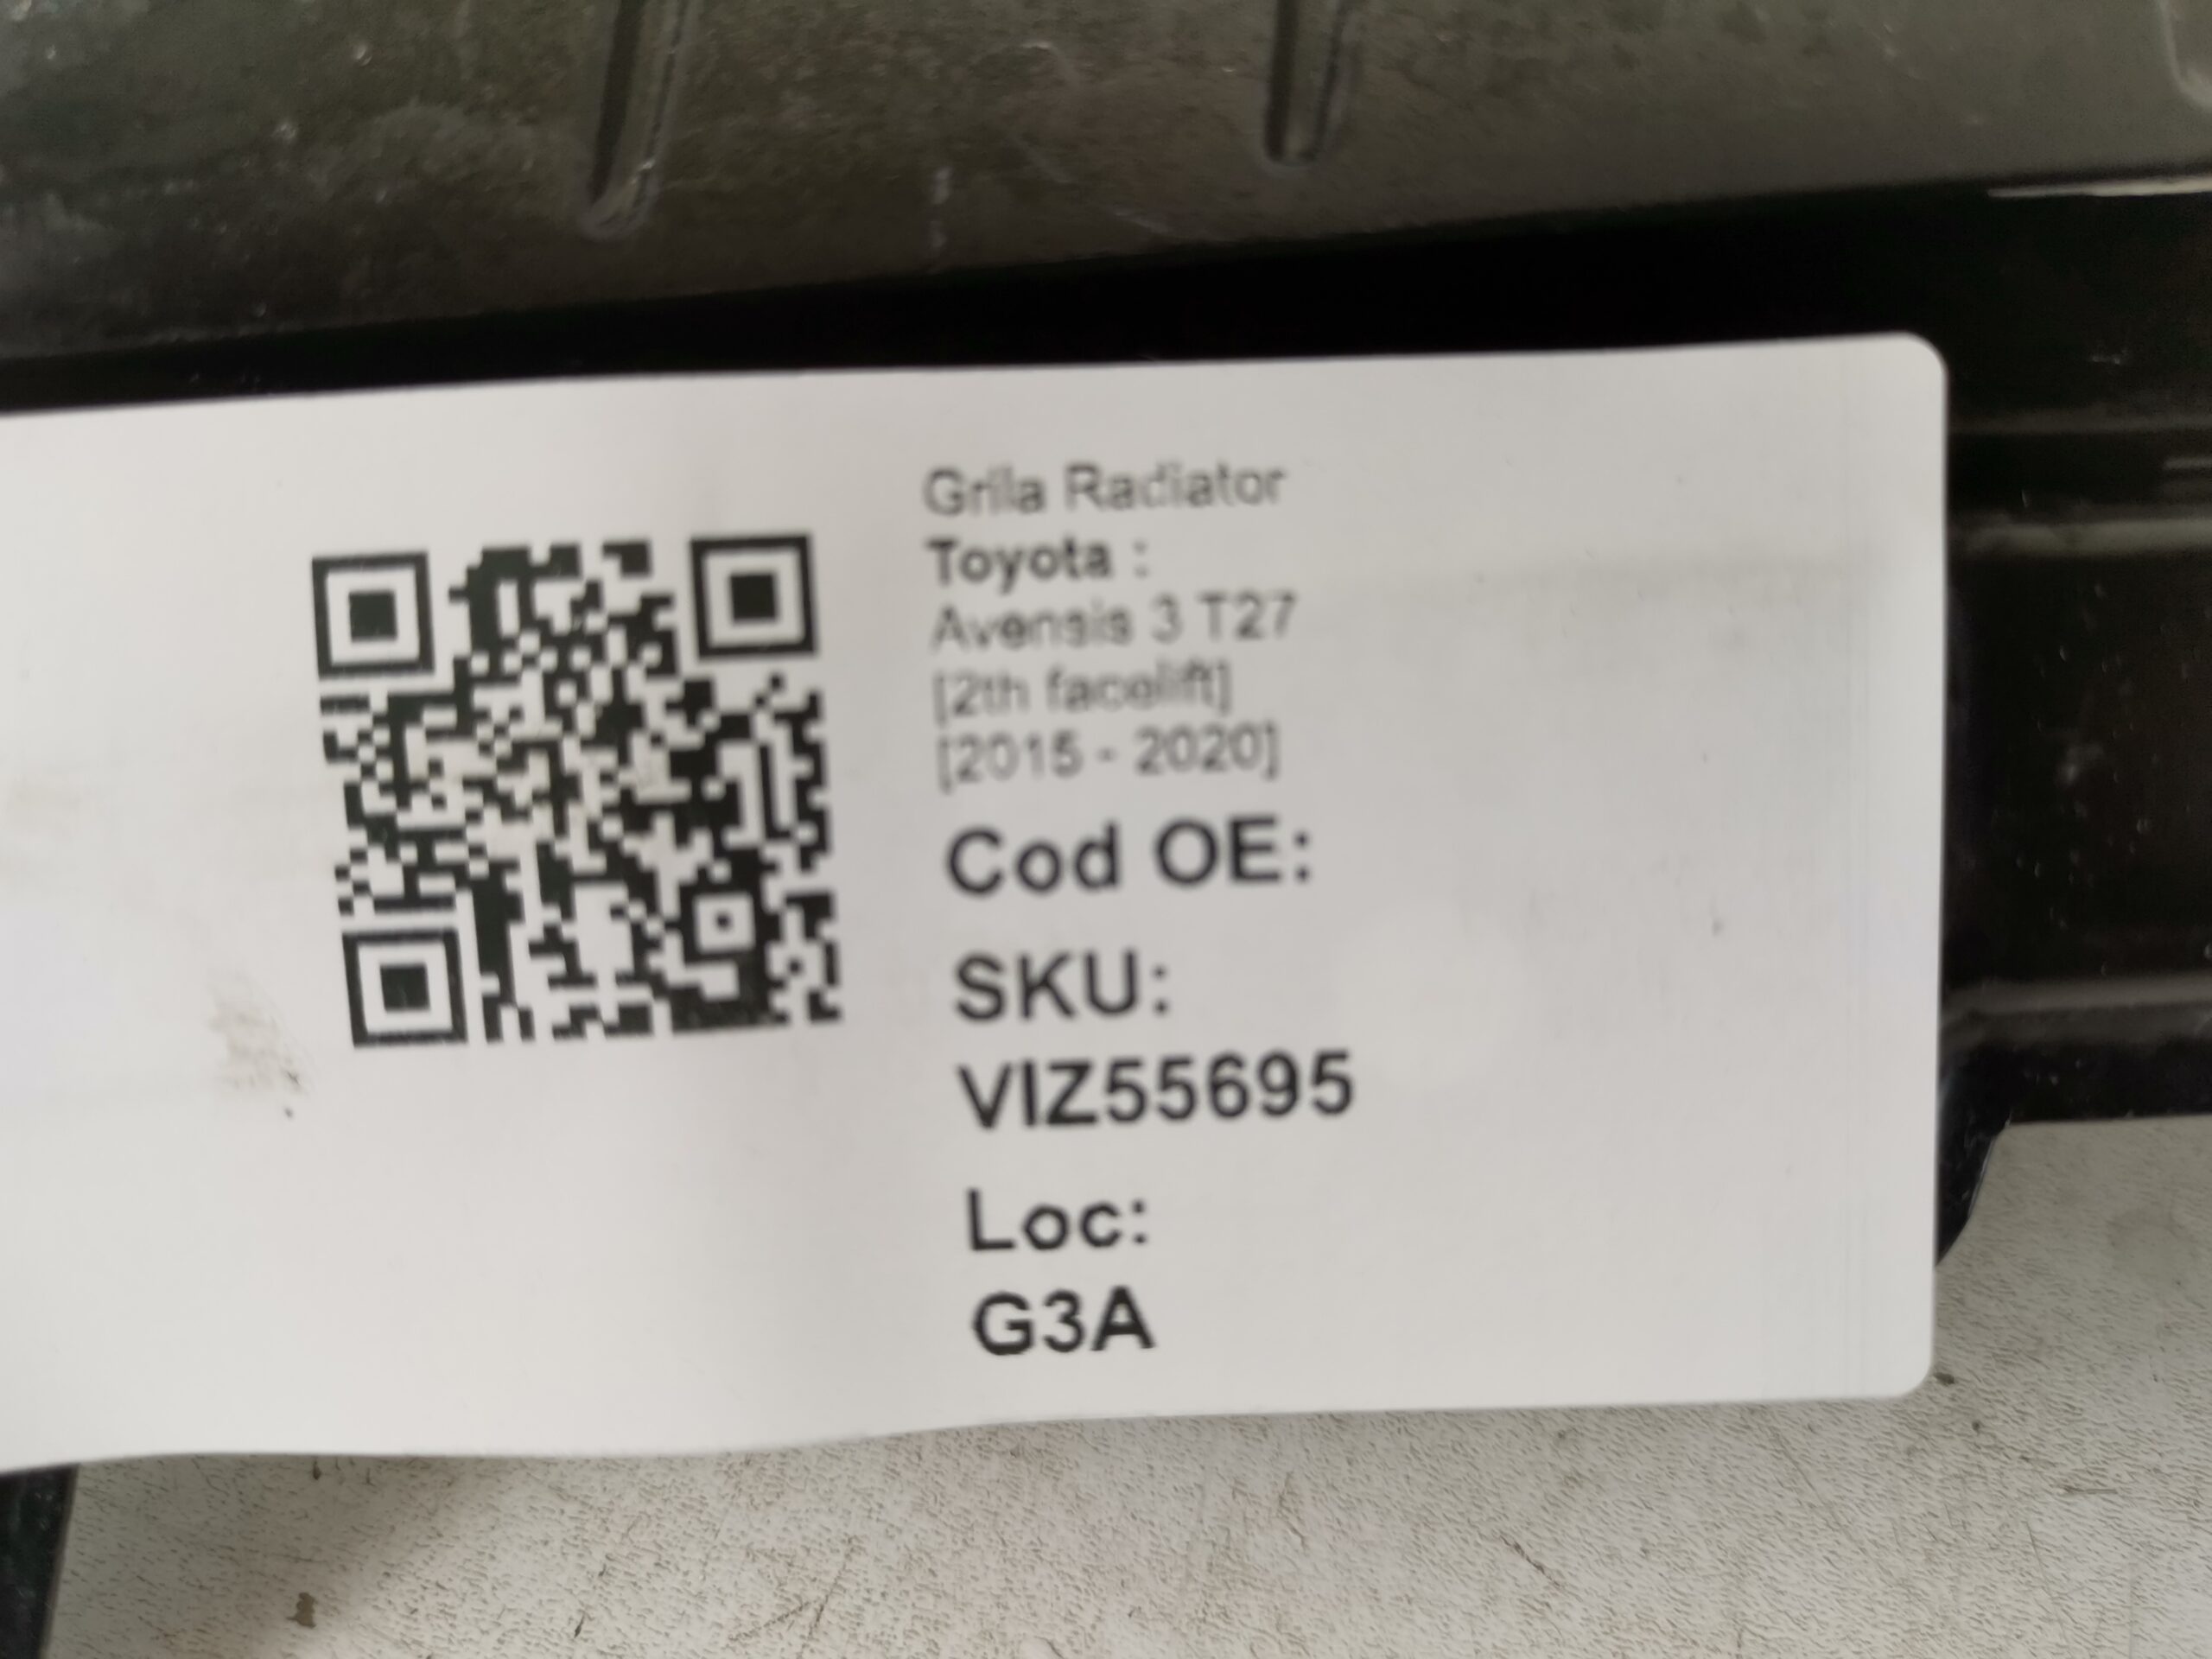 Grila Radiator
Toyota :
Avensis 3 T27
[2th facelift]
[2015 - 2020]
Cod OE:
SKU:
VIZ55695
Loc:
G3A